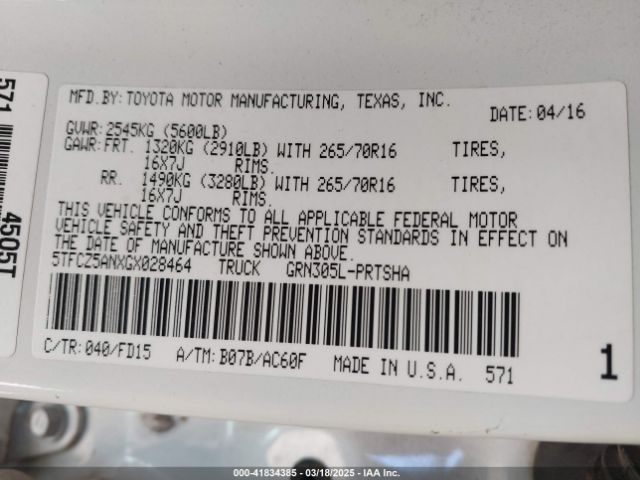 MFD.BY:TOYOTA MOTOR MANUFACTURING, TEXAS, INC. DATE:04/16
GVWR:2545KG (5600LB)
GAWR:FRT. 1320KG (2910LB) WITH 265/70R16 TIRES,
16X7J RIMS.
RR. 1490KG (3280LB) WITH 265/70R16 TIRES,
16X7J RIMS.
THIS VEHICLE CONFORMS TO ALL APPLICABLE FEDERAL MOTOR
VEHICLE SAFETY AND THEFT PREVENTION STANDARDS IN EFFECT ON
THE DATE OF MANUFACTURE SHOWN ABOVE.
5TFCZ5ANXGX028464 TRUCK GRN305L-PRTSHA
C/TR:040/FD15 A/TM:B07B/AC60F MADE IN U.S.A. 571
1
571 4505T
000-41834385 - 03/18/2025 - IAA Inc.